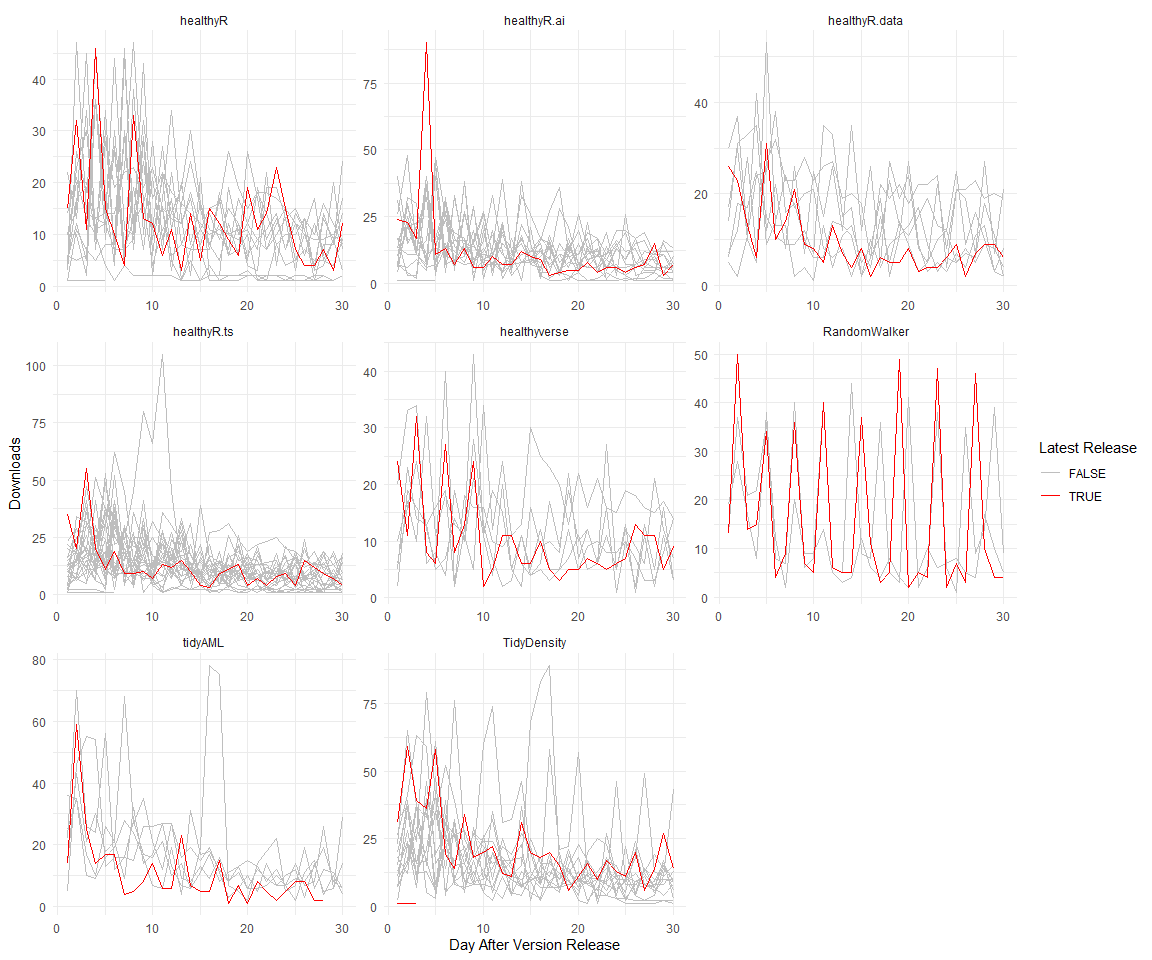 healthyR healthyR.ai healthyR.data
40 30 20 10 0
75 50 25 0
40 20 0
0 10 20 30 0 10 20 30 0 10 20 30
healthyR.ts healthyverse RandomWalker
100 75 50 25 0
40 30 20 10 0
50 40 30 20 10 0
0 10 20 30 0 10 20 30 0 10 20 30
tidyAML TidyDensity
80 60 40 20 0
75 50 25 0
0 10 20 30 0 10 20 30
Downloads
Day After Version Release
Latest Release
FALSE
TRUE